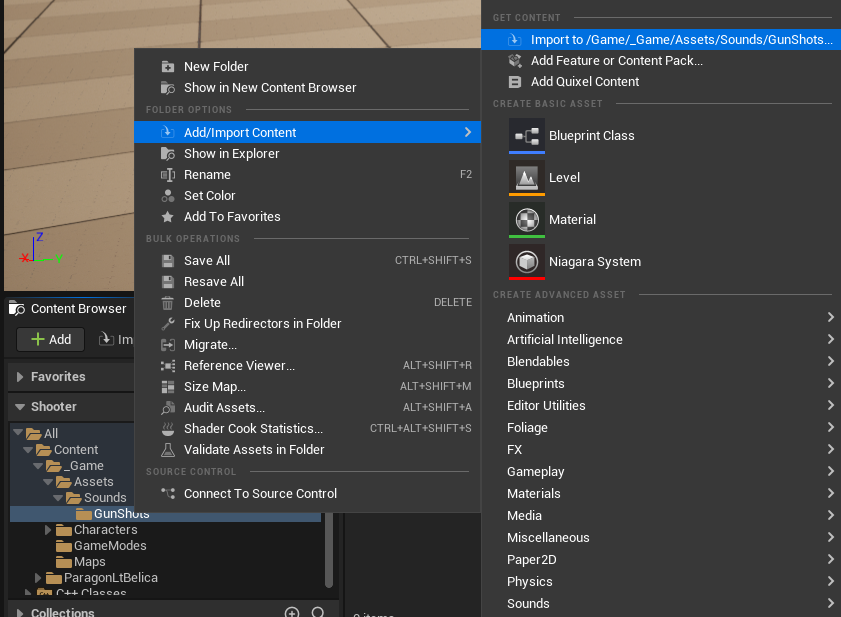 New Folder
Show in New Content Browser
FOLDER OPTIONS
Add/Import Content
Show in Explorer
Rename F2
Set Color
Add To Favorites
BULK OPERATIONS
Save All CTRL+SHIFT+S
Resave All
Delete DELETE
Fix Up Redirectors in Folder
Migrate...
Reference Viewer... ALT+SHIFT+R
Size Map... ALT+SHIFT+M
Audit Assets... ALT+SHIFT+A
Shader Cook Statistics... CTRL+ALT+SHIFT+S
Validate Assets in Folder
SOURCE CONTROL
Connect To Source Control
GET CONTENT
Import to /Game/_Game/Assets/Sounds/GunShots...
Add Feature or Content Pack...
Add Quixel Content
CREATE BASIC ASSET
Blueprint Class
Level
Material
Niagara System
CREATE ADVANCED ASSET
Animation
Artificial Intelligence
Blendables
Blueprints
Editor Utilities
Foliage
FX
Gameplay
Materials
Media
Miscellaneous
Paper2D
Physics
Sounds
Z
X
Y
Content Browser
Add Im
Favorites
Shooter
All
Content
_Game
Assets
Sounds
GunShots
Characters
GameModes
Maps
ParagonLtBelica
C++ Classes
Collections